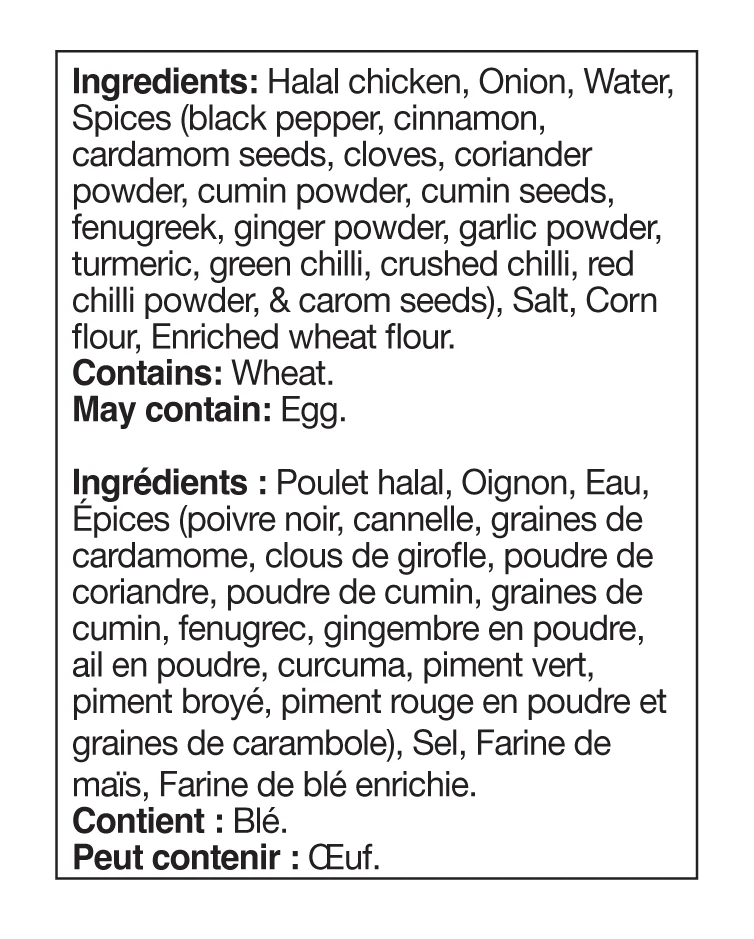 Ingredients: Halal chicken, Onion, Water,
Spices (black pepper, cinnamon,
cardamom seeds, cloves, coriander
powder, cumin powder, cumin seeds,
fenugreek, ginger powder, garlic powder,
turmeric, green chilli, crushed chilli, red
chilli powder, & carom seeds), Salt, Corn
flour, Enriched wheat flour.
Contains: Wheat.
May contain: Egg.
Ingrédients : Poulet halal, Oignon, Eau,
Épices (poivre noir, cannelle, graines de
cardamome, clous de girofle, poudre de
coriandre, poudre de cumin, graines de
cumin, fenugrec, gingembre en poudre,
ail en poudre, curcuma, piment vert,
piment broyé, piment rouge en poudre et
graines de carambole), Sel, Farine de
maïs, Farine de blé enrichie.
Contient : Blé.
Peut contenir : Œuf.